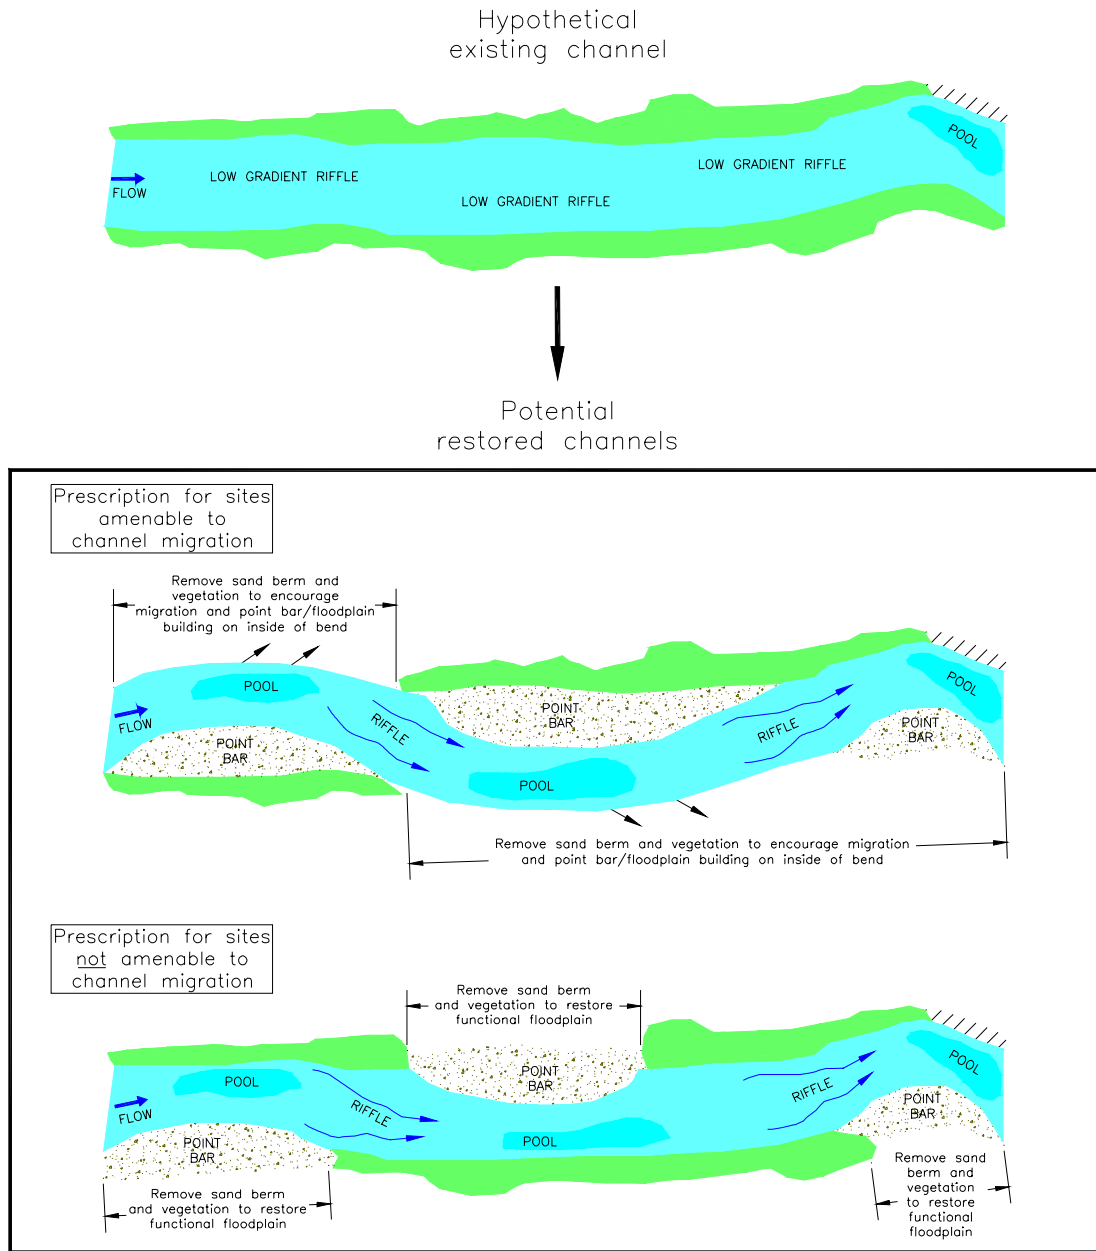 Hypothetical
existing channel
POOL
LOW GRADIENT RIFFLE
LOW GRADIENT RIFFLE
LOW GRADIENT RIFFLE
FLOW
Potential
restored channels
Prescription for sites
amenable to
channel migration
Remove sand berm and
vegetation to encourage
migration and point bar/floodplain
building on inside of bend
POOL
POOL
POINT
BAR
RIFFLE
FLOW
POINT
BAR
RIFFLE
POINT
BAR
POOL
Remove sand berm and vegetation to encourage migration
and point bar/floodplain building on inside of bend
Prescription for sites
not amenable to
channel migration
Remove sand berm
and vegetation to restore
functional floodplain
POOL
POINT
BAR
POOL
RIFFLE
FLOW
RIFFLE
POINT
BAR
POINT
BAR
POOL
Remove sand berm
and vegetation to restore
functional floodplain
Remove sand
berm and
vegetation
to restore
functional
floodplain